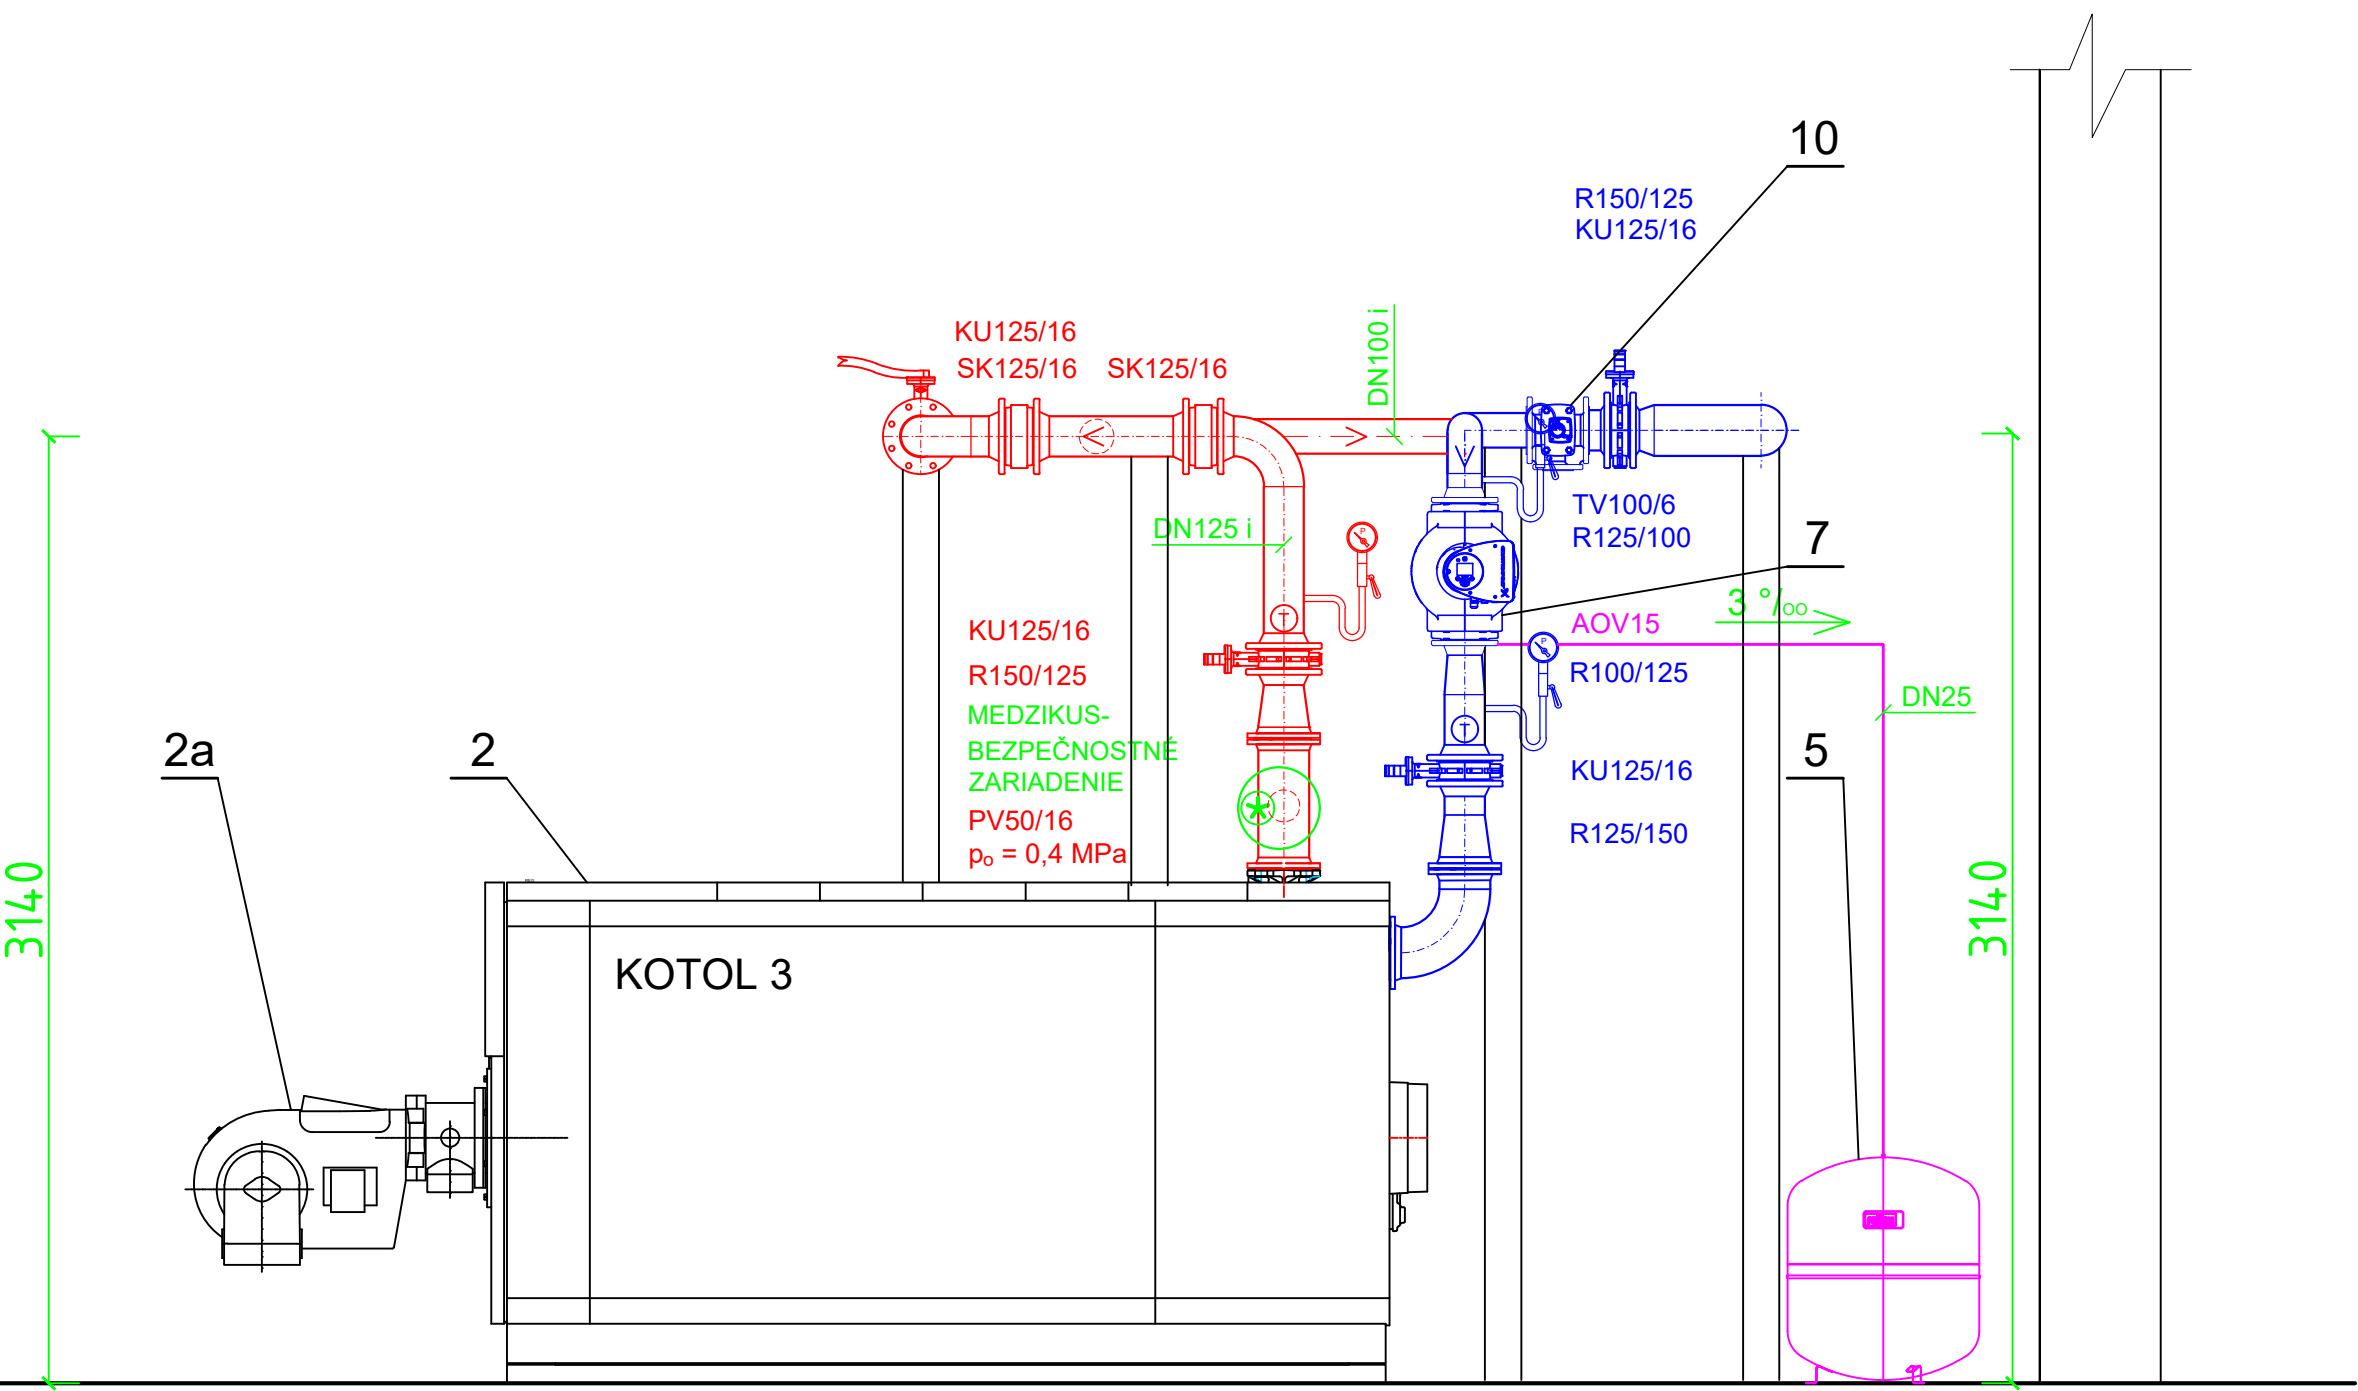 10
R150/125
KU125/16
KU125/16
SK125/16
SK125/16
DN100 i
TV100/6
R125/100
DN125 i
7
3 °/oo
AOV15
KU125/16
R150/125
R100/125
DN25
MEDZIKUS-
BEZPEČNOSTNÉ
ZARIADENIE
2a
2
5
KU125/16
PV50/16
po = 0,4 MPa
R125/150
3140
3140
KOTOL 3
P
P
T
T